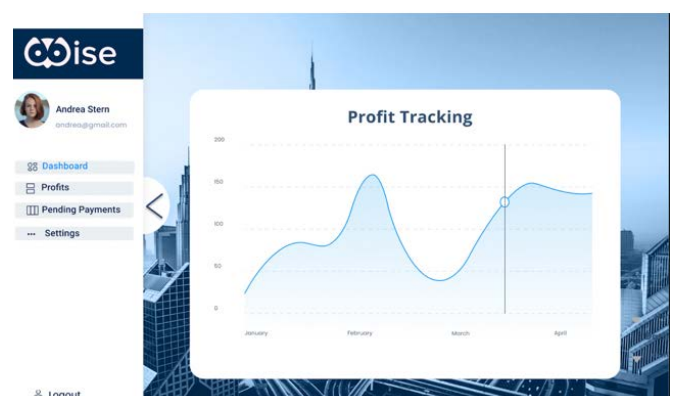 Wise
Andrea Stern
andrea@gmail.com
Dashboard
Profits
Pending Payments
Settings
Logout
Profit Tracking
200
150
100
50
0
January February March April